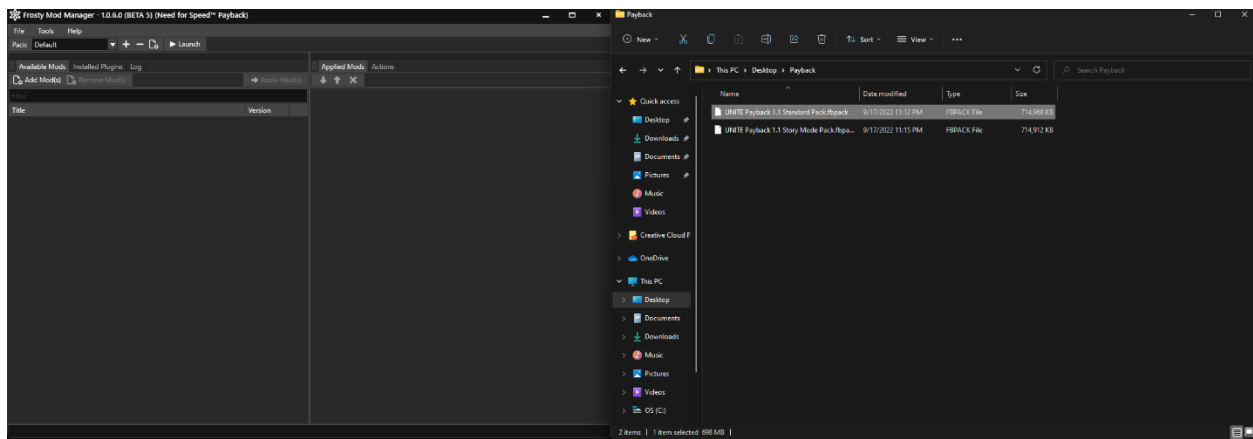 Frosty Mod Manager - 1.0.6.0 (BETA 5) (Need for Speed™ Payback)
File Tools Help
Pack: Default Launch
Available Mods Installed Plugins Log
Add Mod(s) Remove Mod(s) Apply Mod(s)
Filter
Title Version
Applied Mods Actions
Payback
New Sort View
This PC > Desktop > Payback
Search Payback
Name Date modified Type Size
UNITE Payback 1.1 Standard Pack.fbpack 9/17/2022 11:12 PM FBPACK File 714,968 KB
UNITE Payback 1.1 Story Mode Pack.fbpa... 9/17/2022 11:15 PM FBPACK File 714,912 KB
Quick access
Desktop
Downloads
Documents
Pictures
Music
Videos
Creative Cloud F
OneDrive
This PC
Desktop
Documents
Downloads
Music
Pictures
Videos
OS (C:)
2 items 1 item selected 698 MB